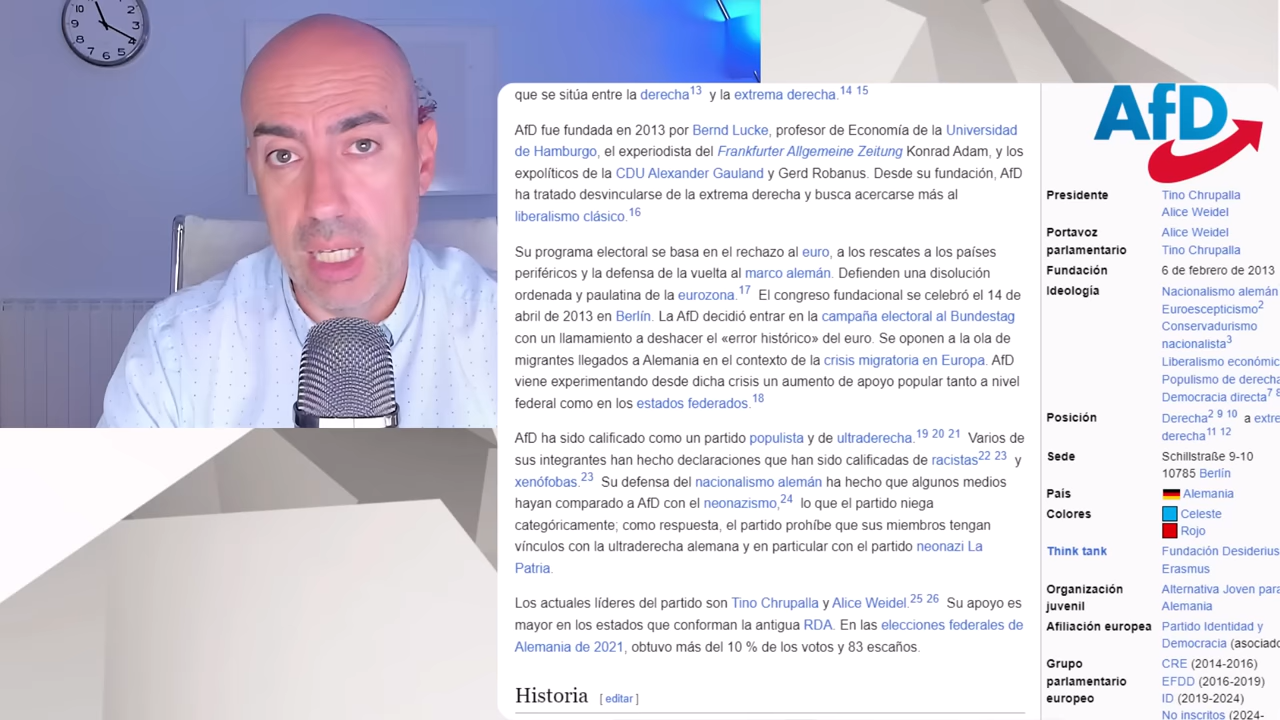 10
9
8
7
6
5
4
3
que se sitúa entre la derecha13 y la extrema derecha.14 15
AfD fue fundada en 2013 por Bernd Lucke, profesor de Economía de la Universidad
de Hamburgo, el experiodista del Frankfurter Allgemeine Zeitung Konrad Adam, y los
expolíticos de la CDU Alexander Gauland y Gerd Robanus. Desde su fundación, AfD
ha tratado desvincularse de la extrema derecha y busca acercarse más al
liberalismo clásico.16
Su programa electoral se basa en el rechazo al euro, a los rescates a los países
periféricos y la defensa de la vuelta al marco alemán. Defienden una disolución
ordenada y paulatina de la eurozona.17 El congreso fundacional se celebró el 14 de
abril de 2013 en Berlín. La AfD decidió entrar en la campaña electoral al Bundestag
con un llamamiento a deshacer el «error histórico» del euro. Se oponen a la ola de
migrantes llegados a Alemania en el contexto de la crisis migratoria en Europa. AfD
viene experimentando desde dicha crisis un aumento de apoyo popular tanto a nivel
federal como en los estados federados.18
AfD ha sido calificado como un partido populista y de ultraderecha.19 20 21 Varios de
sus integrantes han hecho declaraciones que han sido calificadas de racistas22 23 y
xenófobas.23 Su defensa del nacionalismo alemán ha hecho que algunos medios
hayan comparado a AfD con el neonazismo,24 lo que el partido niega
categóricamente; como respuesta, el partido prohíbe que sus miembros tengan
vínculos con la ultraderecha alemana y en particular con el partido neonazi La
Patria.
Los actuales líderes del partido son Tino Chrupalla y Alice Weidel.25 26 Su apoyo es
mayor en los estados que conforman la antigua RDA. En las elecciones federales de
Alemania de 2021, obtuvo más del 10 % de los votos y 83 escaños.
Historia [ editar ]
AfD
Presidente Tino Chrupalla
Alice Weidel
Portavoz Alice Weidel
parlamentario Tino Chrupalla
Fundación 6 de febrero de 2013
Ideología Nacionalismo alemán
Euroescepticismo2
Conservadurismo
nacionalista3
Liberalismo económic
Populismo de derecha
Democracia directa7 8
Posición Derecha2 9 10 a extre
derecha11 12
Sede Schillstraße 9-10
10785 Berlín
País Alemania
Colores Celeste
Rojo
Think tank Fundación Desiderius
Erasmus
Organización Alternativa Joven para
juvenil Alemania
Afiliación europea Partido Identidad y
Democracia (asociado
Grupo CRE (2014-2016)
parlamentario EFDD (2016-2019)
europeo ID (2019-2024)
No inscritos (2024-